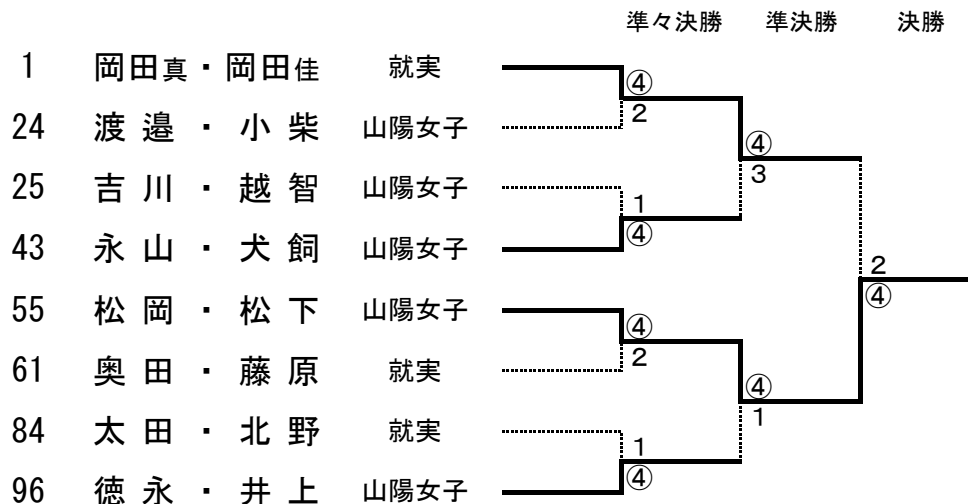 準々決勝 準決勝 決勝
1 岡田真・岡田佳 就実
④
24 渡邉・小柴 山陽女子
2
④
3
25 吉川・越智 山陽女子
1
43 永山・犬飼 山陽女子
④
2
④
55 松岡・松下 山陽女子
④
61 奥田・藤原 就実
2
④
1
84 太田・北野 就実
1
96 徳永・井上 山陽女子
④